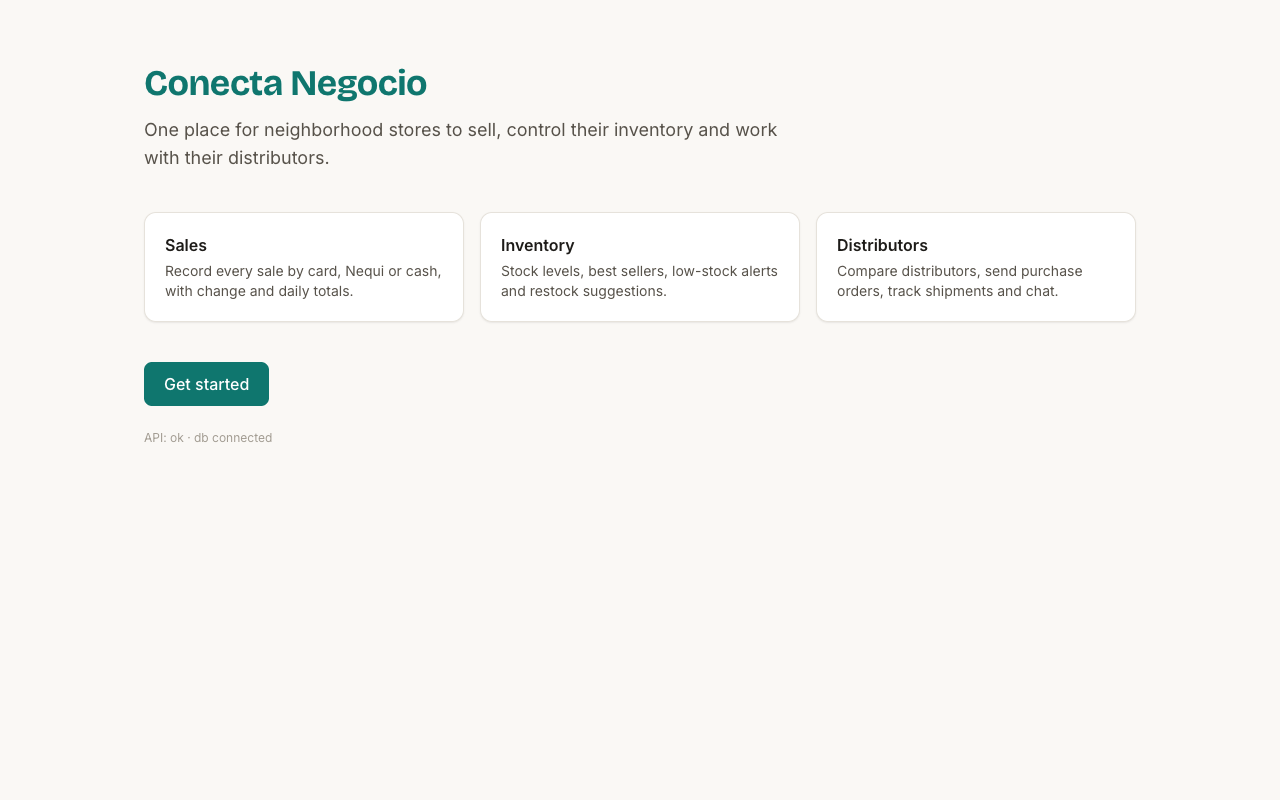 Conecta Negocio
One place for neighborhood stores to sell, control their inventory and work
with their distributors.
Sales
Record every sale by card, Nequi or cash,
with change and daily totals.
Inventory
Stock levels, best sellers, low-stock alerts
and restock suggestions.
Distributors
Compare distributors, send purchase
orders, track shipments and chat.
Get started
API: ok · db connected